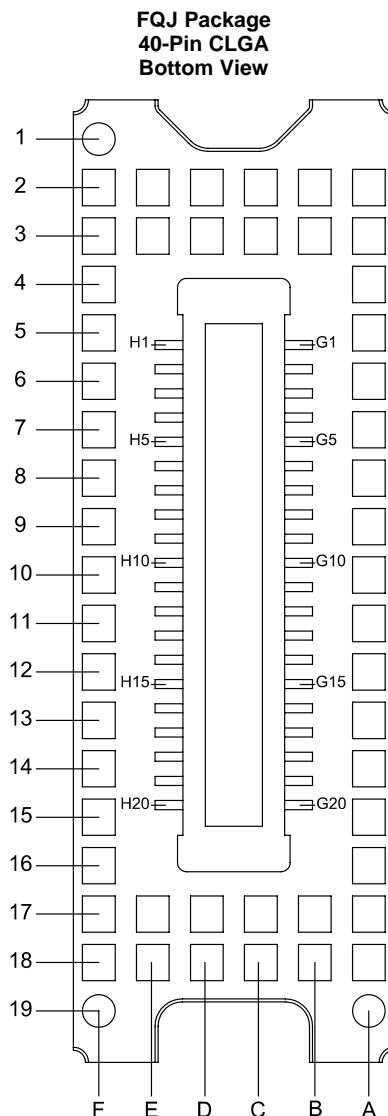 FQJ Package
40-Pin CLGA
Bottom View
1
2
3
4
5
H1 G1
6
7
H5 G5
8
9
10
H10 G10
11
12
H15 G15
13
14
15
H20 G20
16
17
18
19
F E D C B A